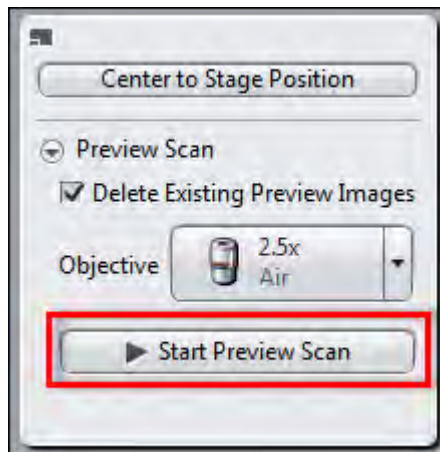 Center to Stage Position
Preview Scan
Delete Existing Preview Images
Objective
2.5x
Air
Start Preview Scan